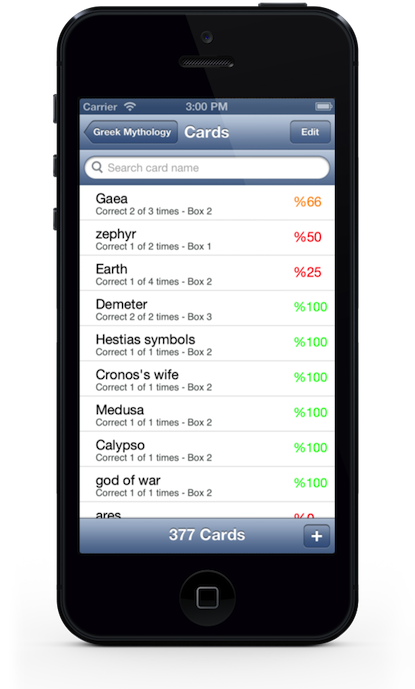 Carrier 3:00 PM
Greek Mythology Cards Edit
Search card name
Gaea %66
Correct 2 of 3 times - Box 2
zephyr %50
Correct 1 of 2 times - Box 1
Earth %25
Correct 1 of 4 times - Box 2
Demeter %100
Correct 2 of 2 times - Box 3
Hestias symbols %100
Correct 1 of 1 times - Box 2
Cronos's wife %100
Correct 1 of 1 times - Box 2
Medusa %100
Correct 1 of 1 times - Box 2
Calypso %100
Correct 1 of 1 times - Box 2
god of war %100
Correct 1 of 1 times - Box 2
ares %0
377 Cards +